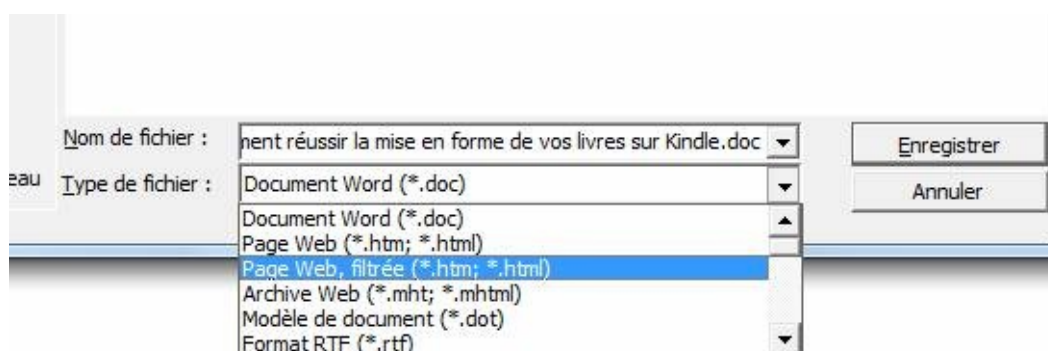 Nom de fichier : ment réussir la mise en forme de vos livres sur Kindle.doc Enregistrer
eau Type de fichier : Document Word (*.doc) Annuler
Document Word (*.doc)
Page Web (*.htm; *.html)
Page Web, filtrée (*.htm; *.html)
Archive Web (*.mht; *.mhtml)
Modèle de document (*.dot)
Format RTF (*.rtf)